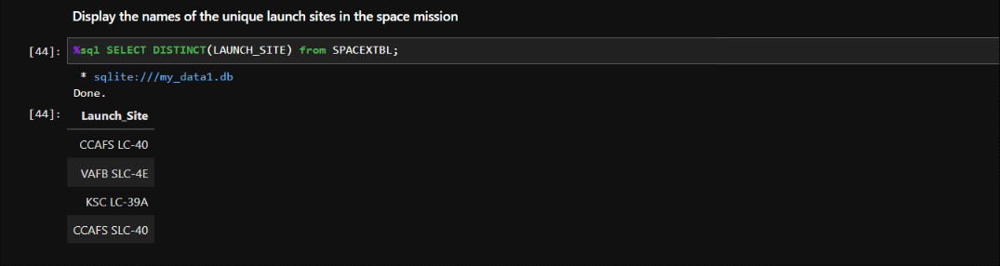 Display the names of the unique launch sites in the space mission
[44]: %sql SELECT DISTINCT(LAUNCH_SITE) from SPACEXTBL;
* sqlite:///my_data1.db
Done.
[44]: Launch_Site
CCAFS LC-40
VAFB SLC-4E
KSC LC-39A
CCAFS SLC-40